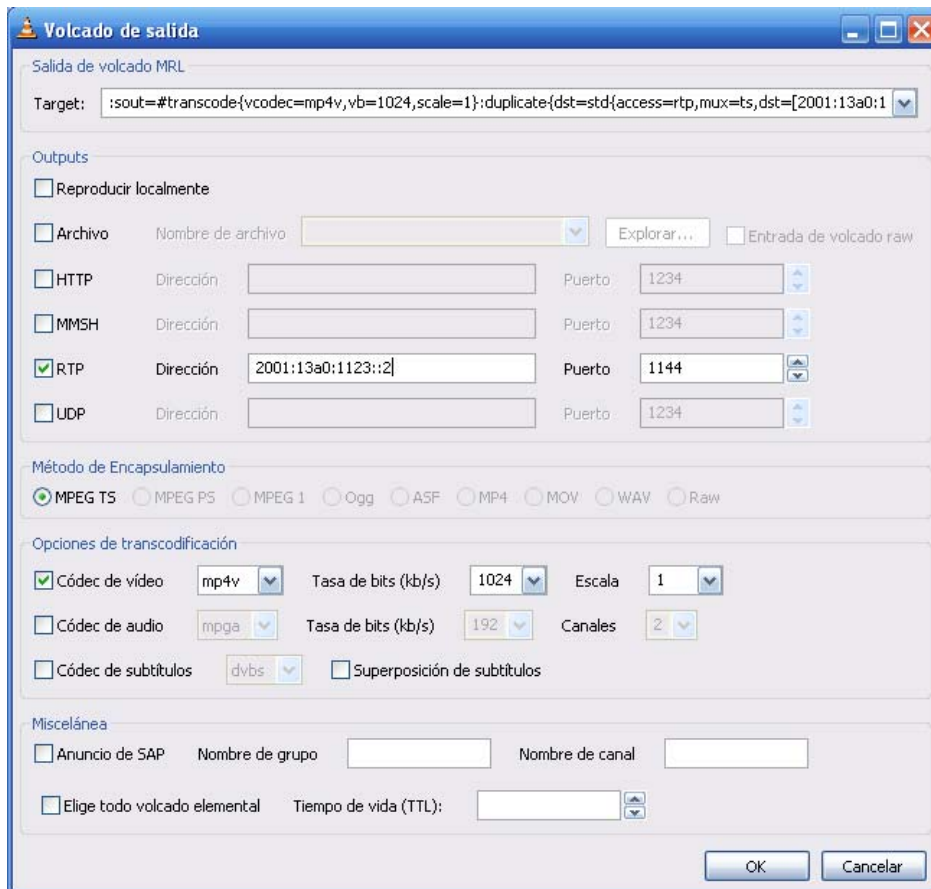 Volcado de salida
Salida de volcado MRL
Target: :sout=#transcode{vcodec=mp4v,vb=1024,scale=1}:duplicate{dst=std{access=rtp,mux=ts,dst=[2001:13a0:1
Outputs
Reproducir localmente
Archivo Nombre de archivo Explorar... Entrada de volcado raw
HTTP Dirección Puerto 1234
MMSH Dirección Puerto 1234
RTP Dirección 2001:13a0:1123::2 Puerto 1144
UDP Dirección Puerto 1234
Método de Encapsulamiento
MPEG TS MPEG PS MPEG 1 Ogg ASF MP4 MOV WAV Raw
Opciones de transcodificación
Códec de vídeo mp4v Tasa de bits (kb/s) 1024 Escala 1
Códec de audio mpga Tasa de bits (kb/s) 192 Canales 2
Códec de subtítulos dvbs Superposición de subtítulos
Miscelánea
Anuncio de SAP Nombre de grupo Nombre de canal
Elige todo volcado elemental Tiempo de vida (TTL):
OK Cancelar